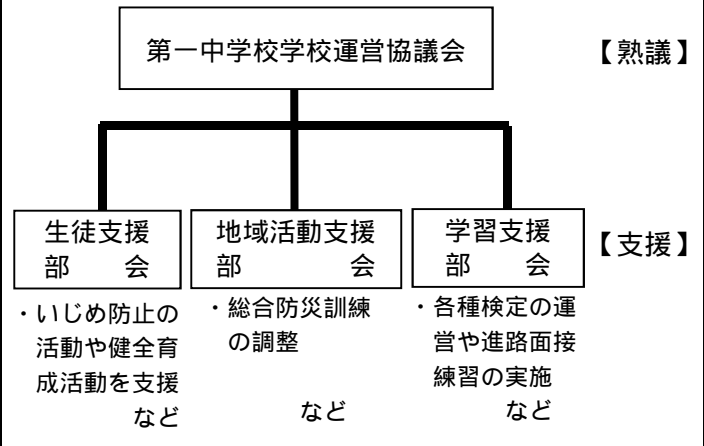 第一中学校学校運営協議会
【熟議】
生徒支援
部　　会
地域活動支援
部　　　　会
学習支援
部　　会
【支援】
・いじめ防止の
活動や健全育
成活動を支援
など
・総合防災訓練
の調整
など
・各種検定の運
営や進路面接
練習の実施
など